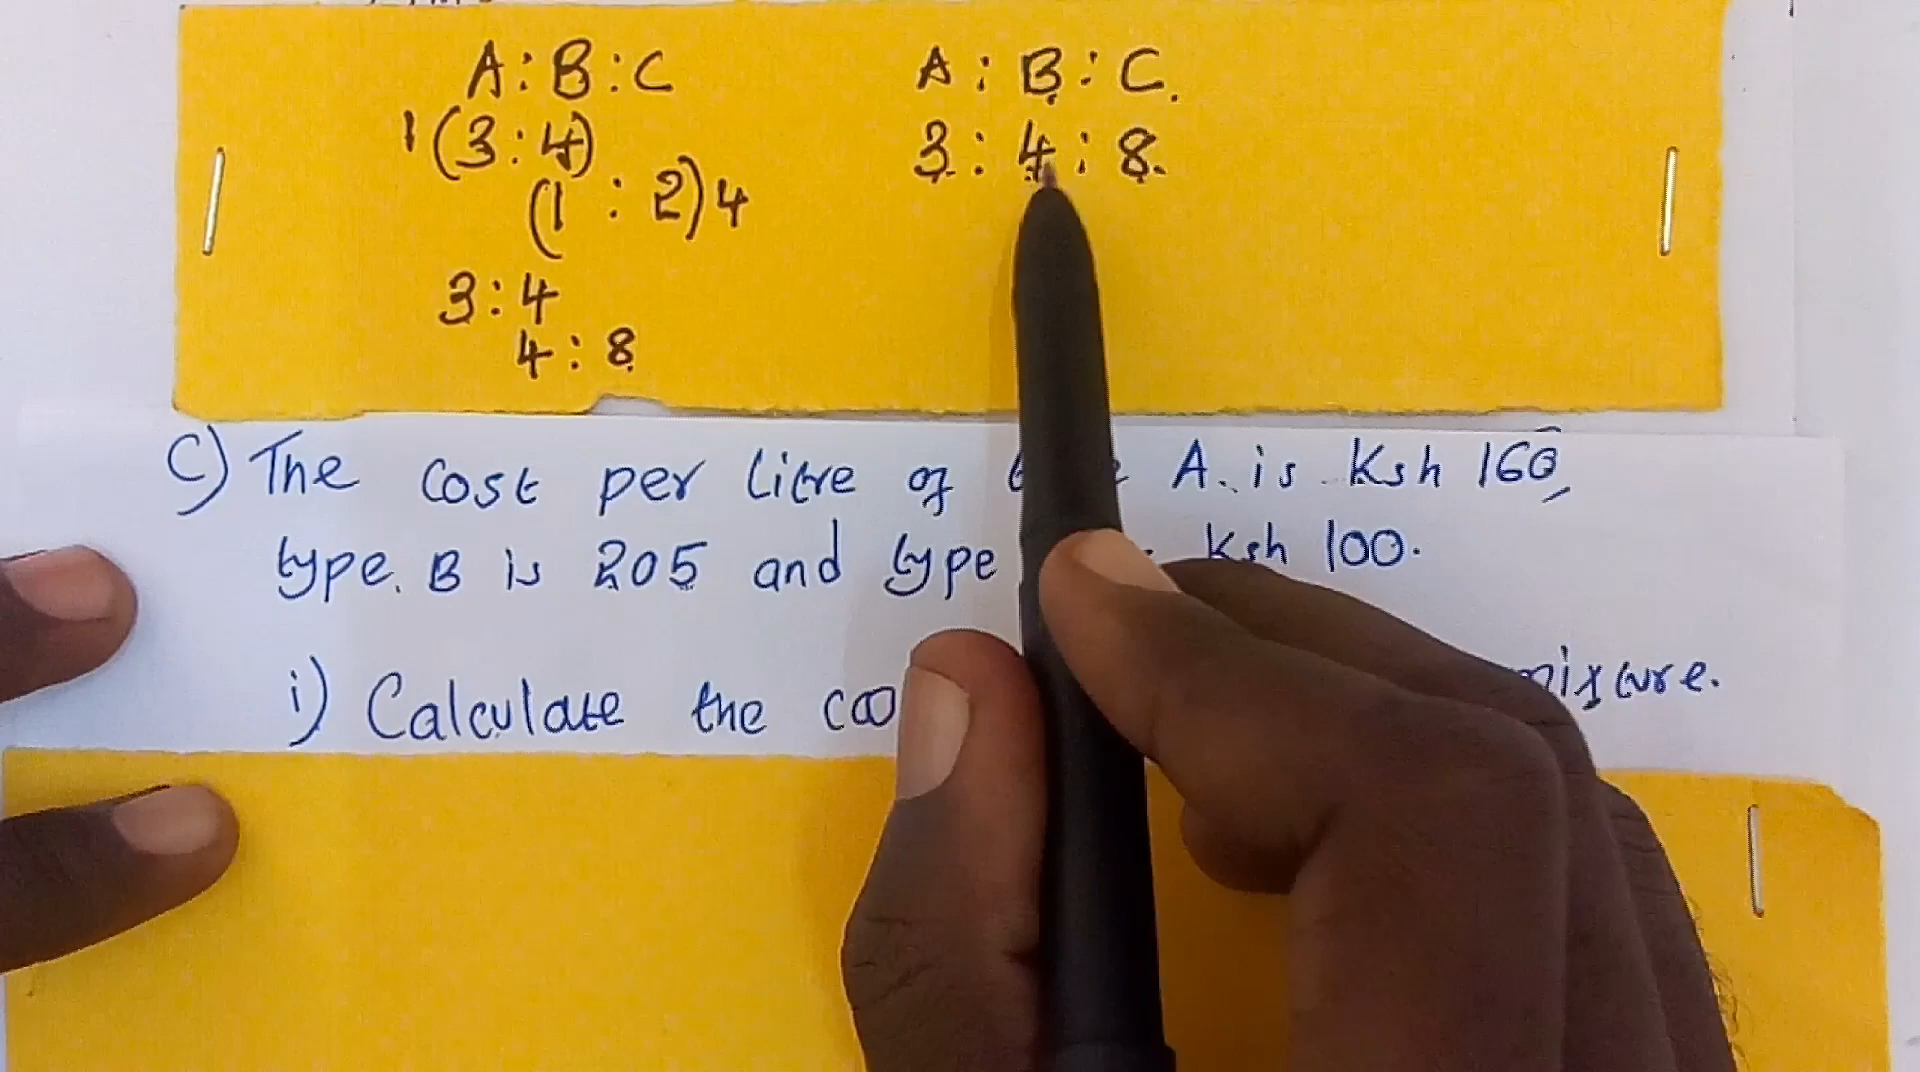 A : B : C
1 (3 : 4)
(1 : 2) 4
3 : 4
4 : 8
A : B : C.
3 : 4 : 8
C) The cost per litre of A. is Ksh 160,
type. B is 205 and type Ksh 100.
i) Calculate the mixture.